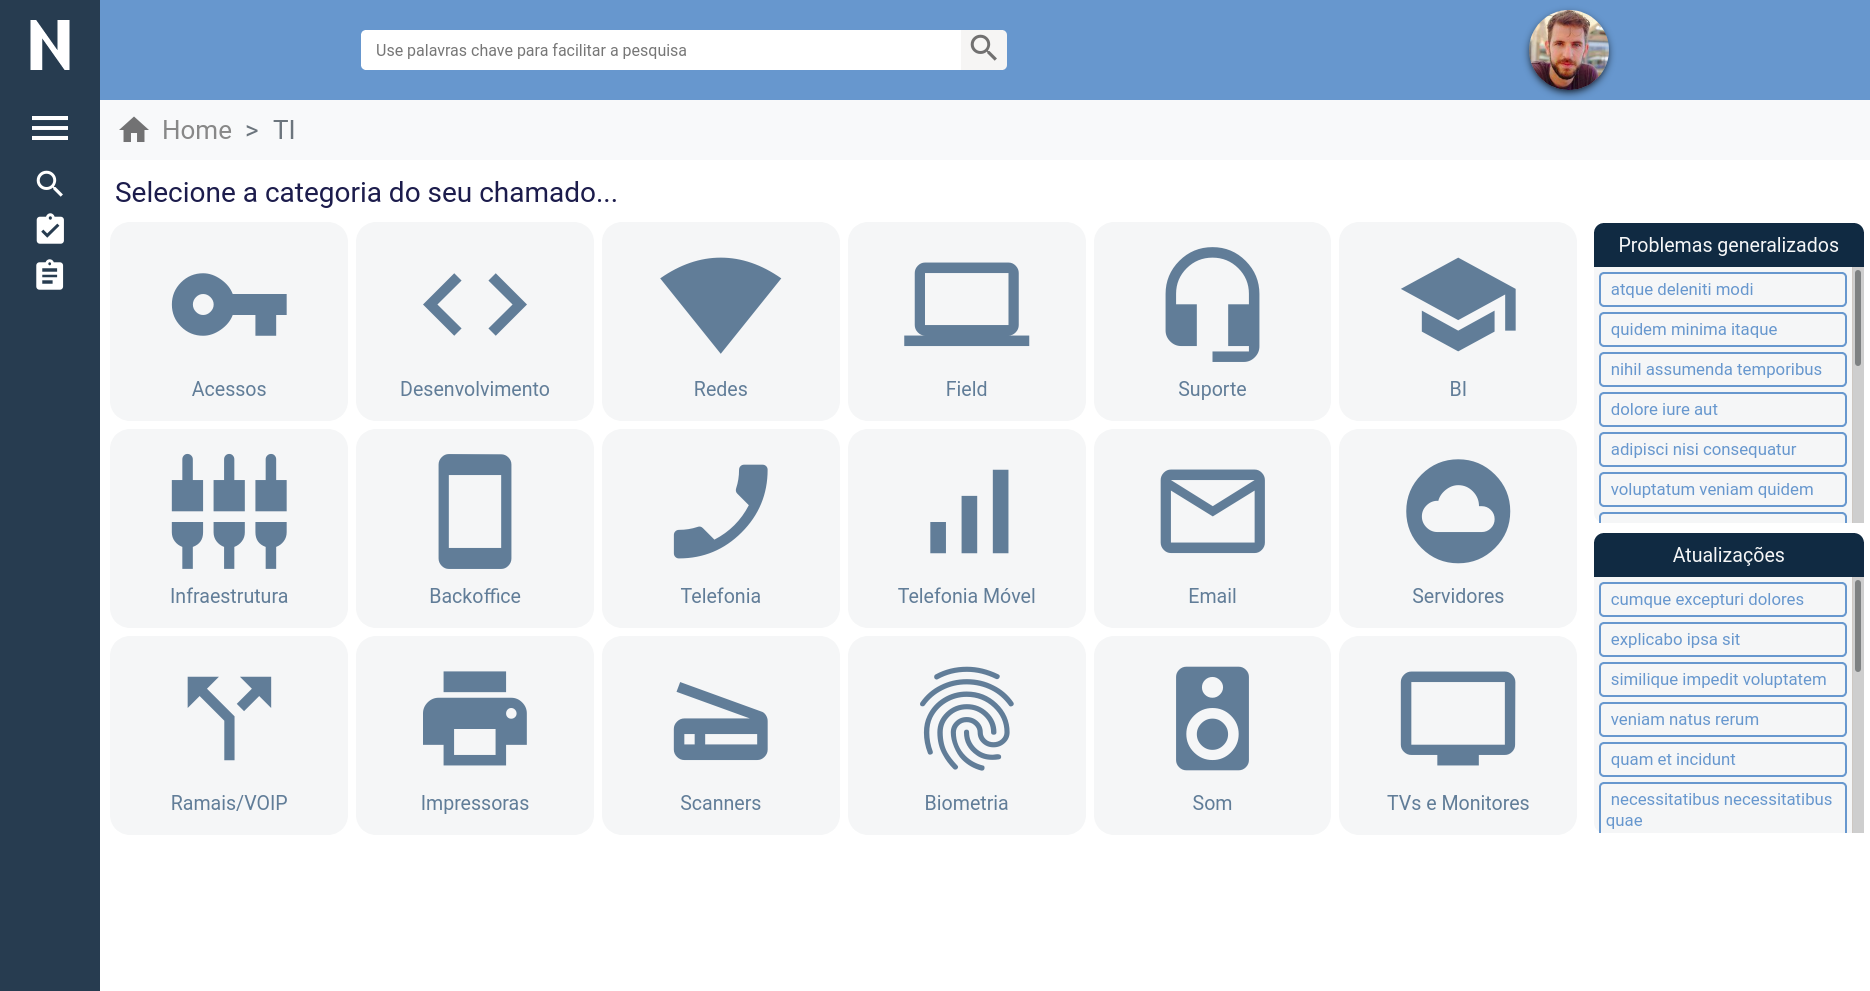 N
Use palavras chave para facilitar a pesquisa
Home > TI
Selecione a categoria do seu chamado...
Acessos
Desenvolvimento
Redes
Field
Suporte
BI
Infraestrutura
Backoffice
Telefonia
Telefonia Móvel
Email
Servidores
Ramais/VOIP
Impressoras
Scanners
Biometria
Som
TVs e Monitores
Problemas generalizados
atque deleniti modi
quidem minima itaque
nihil assumenda temporibus
dolore iure aut
adipisci nisi consequatur
voluptatum veniam quidem
Atualizações
cumque excepturi dolores
explicabo ipsa sit
similique impedit voluptatem
veniam natus rerum
quam et incidunt
necessitatibus necessitatibus
quae